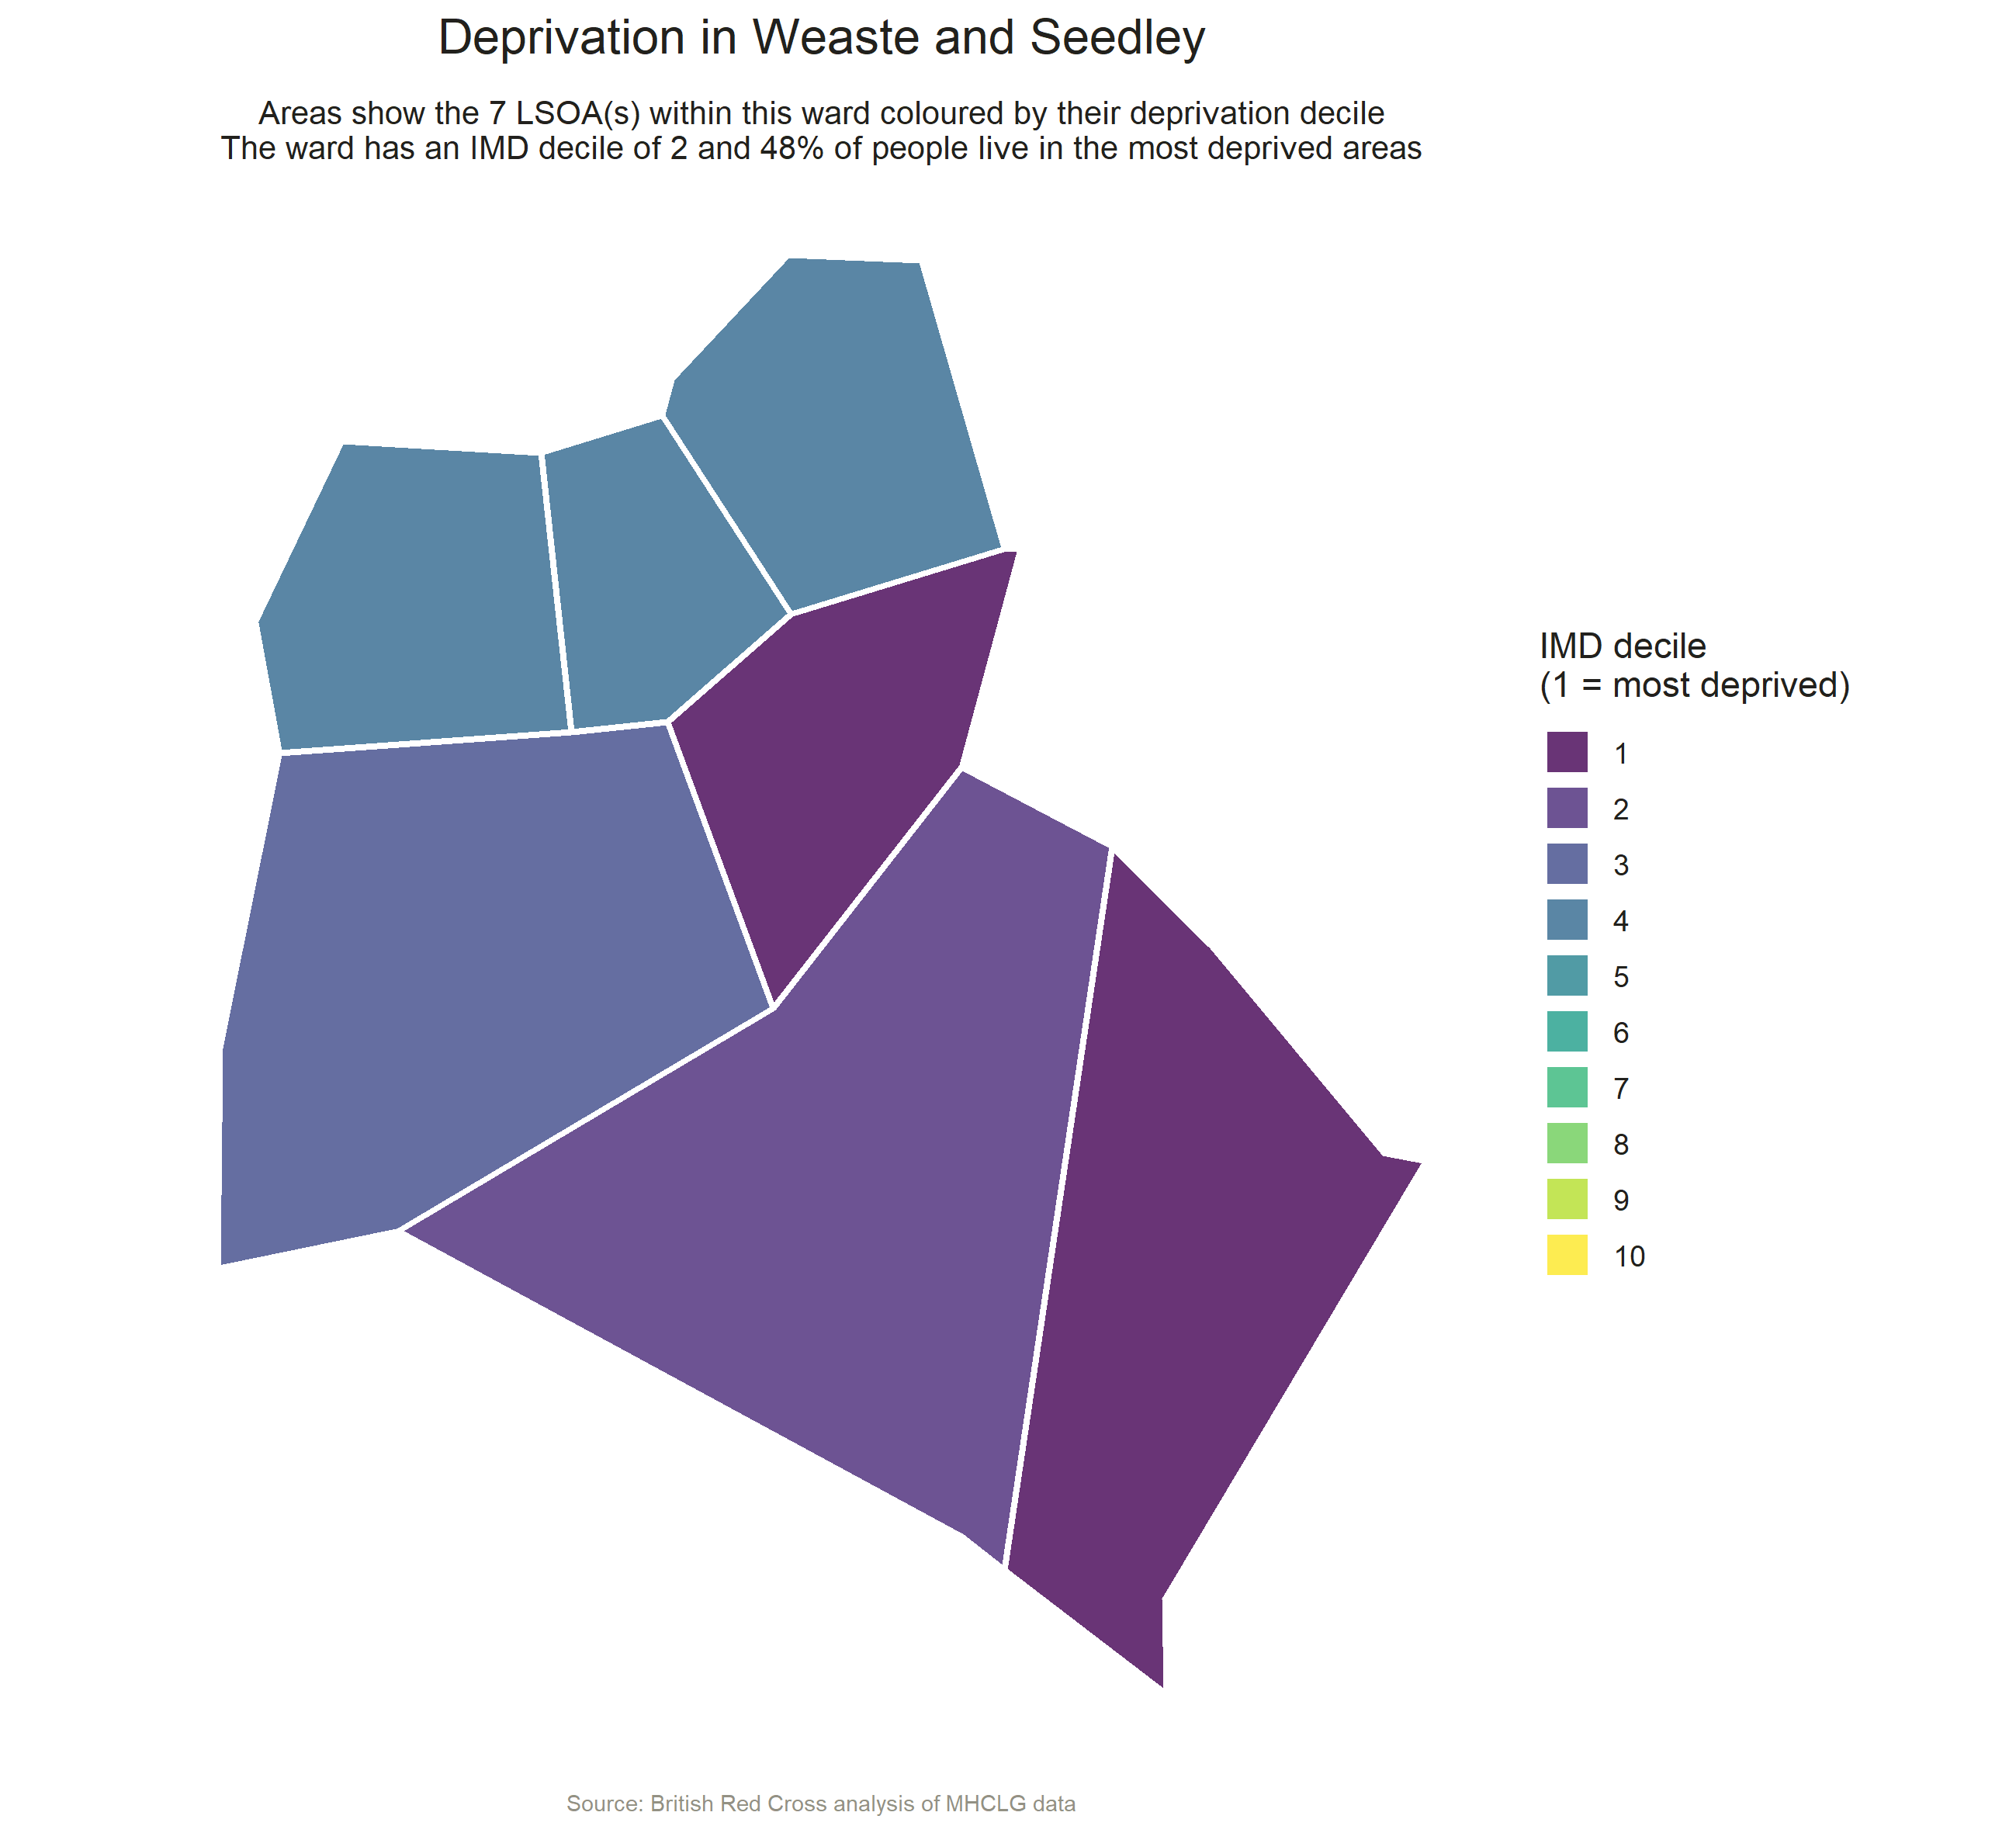 Deprivation in Weaste and Seedley
Areas show the 7 LSOA(s) within this ward coloured by their deprivation decile
The ward has an IMD decile of 2 and 48% of people live in the most deprived areas
IMD decile
(1 = most deprived)
1
2
3
4
5
6
7
8
9
10
Source: British Red Cross analysis of MHCLG data